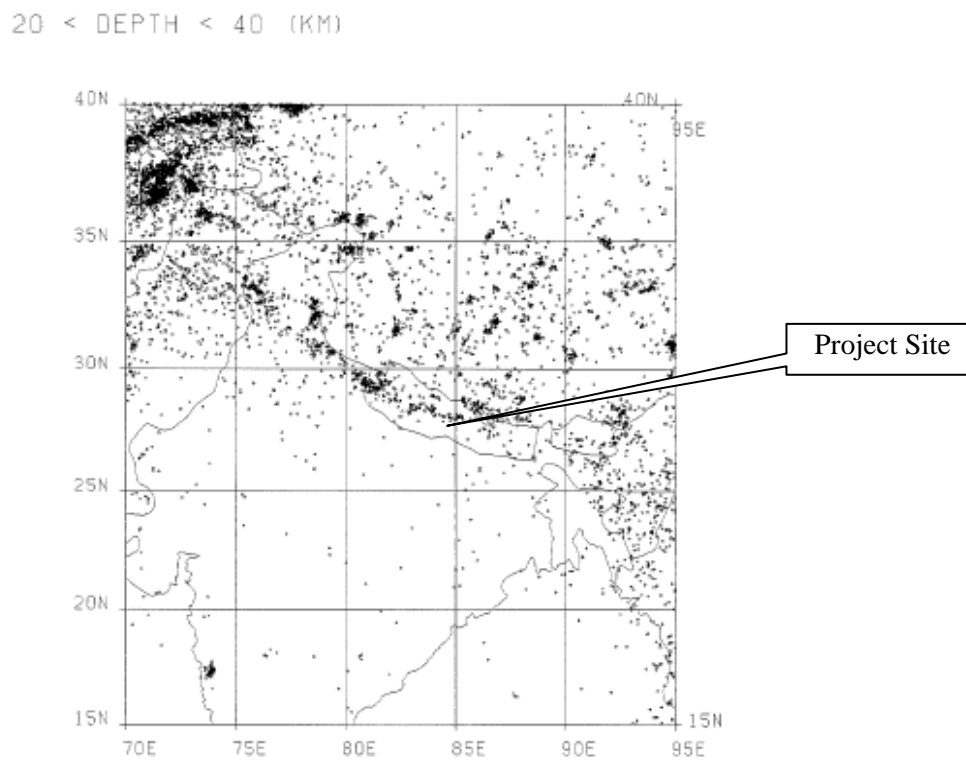 20 < DEPTH < 40 (KM)
40N 40N
95E
35N
Project Site
30N
25N
20N
15N 15N
70E 75E 80E 85E 90E 95E